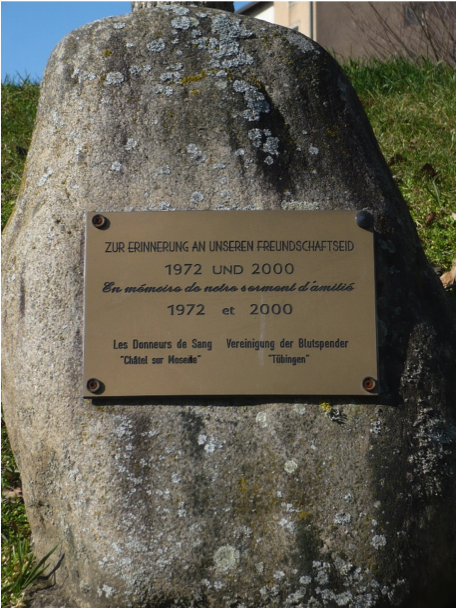 ZUR ERINNERUNG AN UNSEREN FREUNDSCHAFTSEID
1972 UND 2000
En mémoire de notre serment d'amitié
1972 et 2000
Les Donneurs de Sang Vereinigung der Blutspender
"Châtel sur Moselle" "Tübingen"